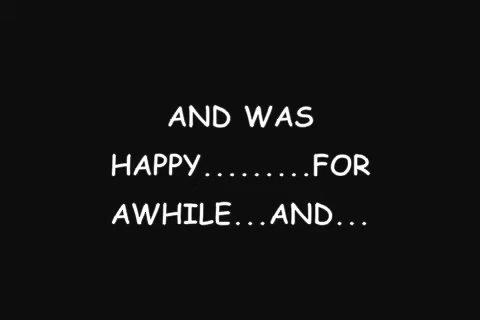 AND WAS
HAPPY.........FOR
AWHILE...AND...